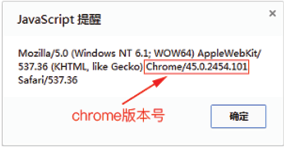 JavaScript 提醒
Mozilla/5.0 (Windows NT 6.1; WOW64) AppleWebKit/
537.36 (KHTML, like Gecko) Chrome/45.0.2454.101
Safari/537.36
chrome版本号
确定